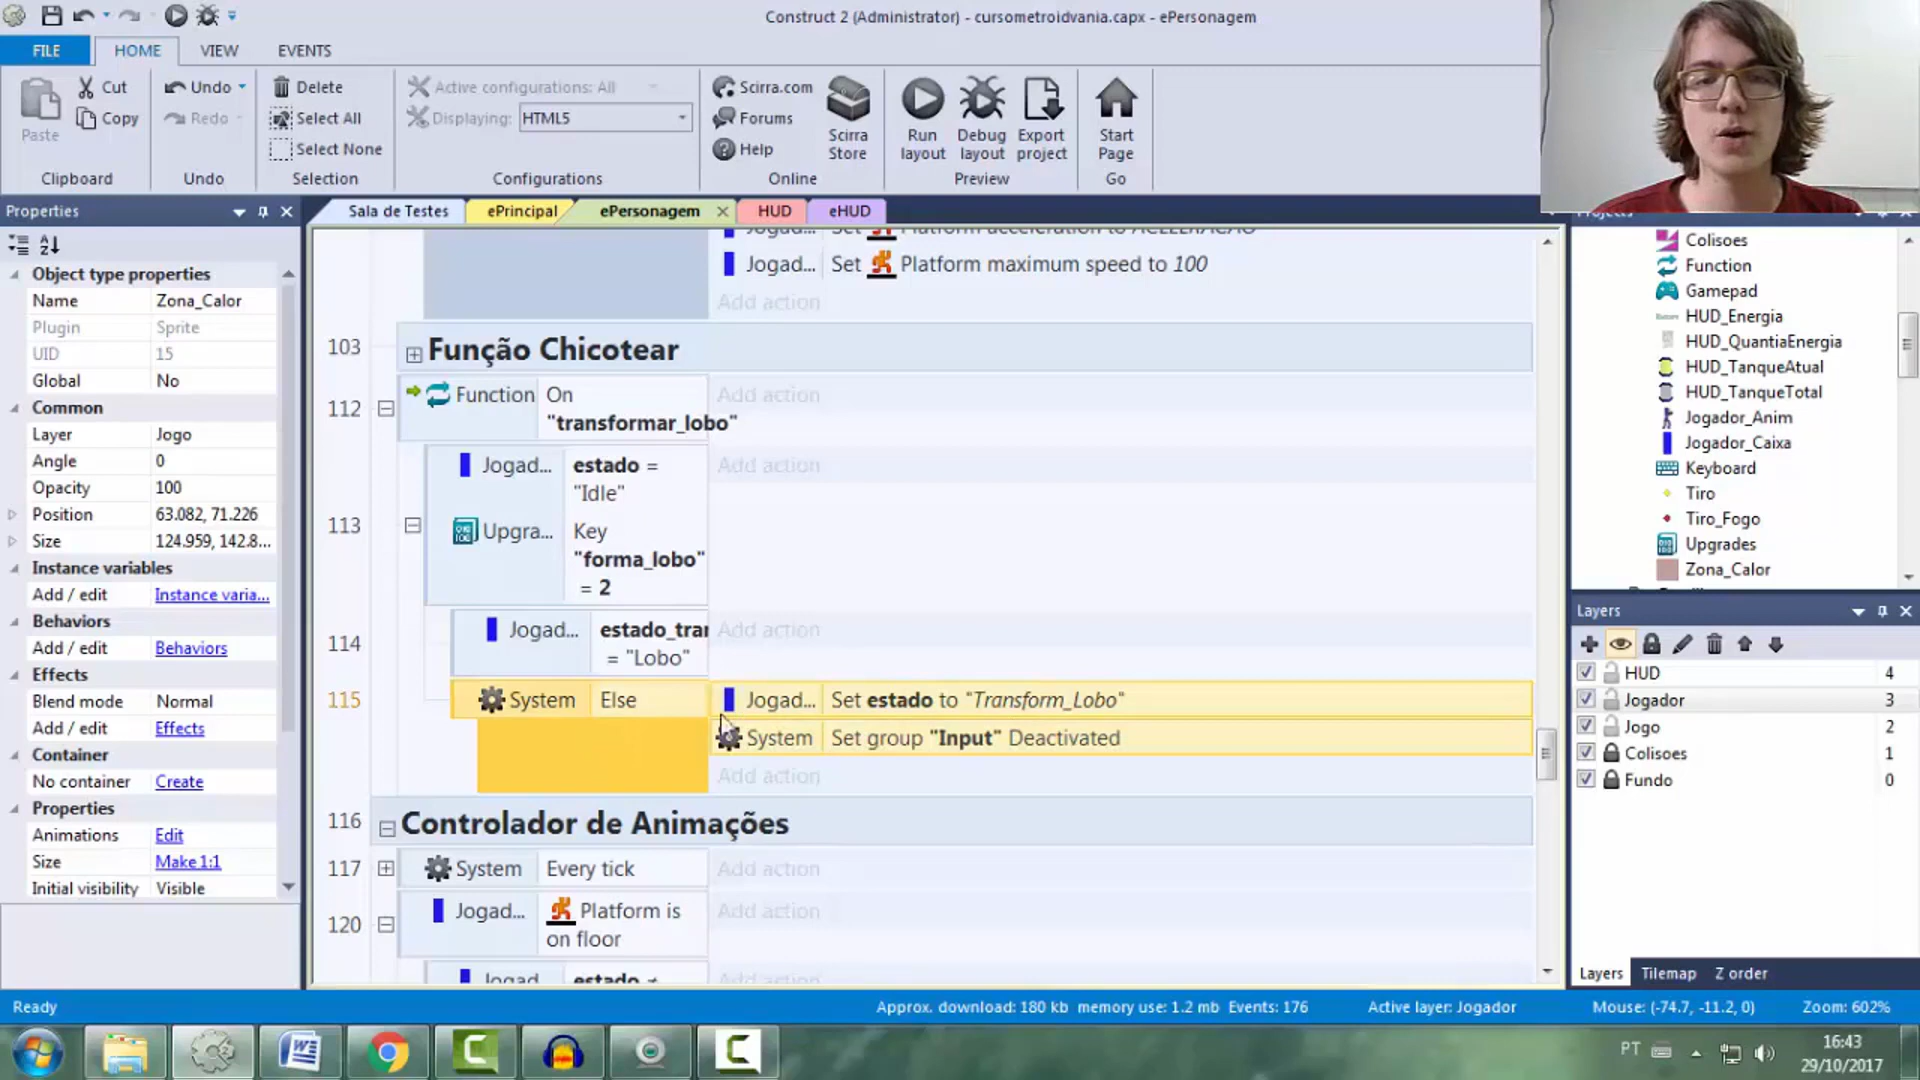 Construct 2 (Administrator) - cursometroidvania.capx - ePersonagem
FILE HOME VIEW EVENTS
Paste
Cut
Copy
Clipboard
Undo
Redo
Undo
Delete
Select All
Select None
Selection
Active configurations: All
Displaying: HTML5
Configurations
Scirra.com
Forums
Help
Scirra Store
Online
Run layout
Debug layout
Export project
Preview
Start Page
Go
Properties
Object type properties
Name Zona_Calor
Plugin Sprite
UID 15
Global No
Common
Layer Jogo
Angle 0
Opacity 100
Position 63.082, 71.226
Size 124.959, 142.8...
Instance variables
Add / edit Instance varia...
Behaviors
Add / edit Behaviors
Effects
Blend mode Normal
Add / edit Effects
Container
No container Create
Properties
Animations Edit
Size Make 1:1
Initial visibility Visible
Sala de Testes ePrincipal ePersonagem HUD eHUD
Jogad... Set Platform acceleration to ACELERACAO
Jogad... Set Platform maximum speed to 100
Add action
103 Função Chicotear
112 Function On "transformar_lobo" Add action
Jogad... estado = "Idle" Add action
113 Upgra... Key "forma_lobo" = 2
114 Jogad... estado_trar = "Lobo" Add action
115 System Else Jogad... Set estado to "Transform_Lobo"
System Set group "Input" Deactivated
Add action
116 Controlador de Animações
117 System Every tick Add action
120 Jogad... Platform is on floor Add action
Jogad estado ≠ Add action
Projects
Colisoes
Function
Gamepad
HUD_Energia
HUD_QuantiaEnergia
HUD_TanqueAtual
HUD_TanqueTotal
Jogador_Anim
Jogador_Caixa
Keyboard
Tiro
Tiro_Fogo
Upgrades
Zona_Calor
Layers
HUD 4
Jogador 3
Jogo 2
Colisoes 1
Fundo 0
Layers Tilemap Z order
Ready Approx. download: 180 kb memory use: 1.2 mb Events: 176 Active layer: Jogador Mouse: (-74.7, -11.2, 0) Zoom: 602%
PT 16:43
29/10/2017